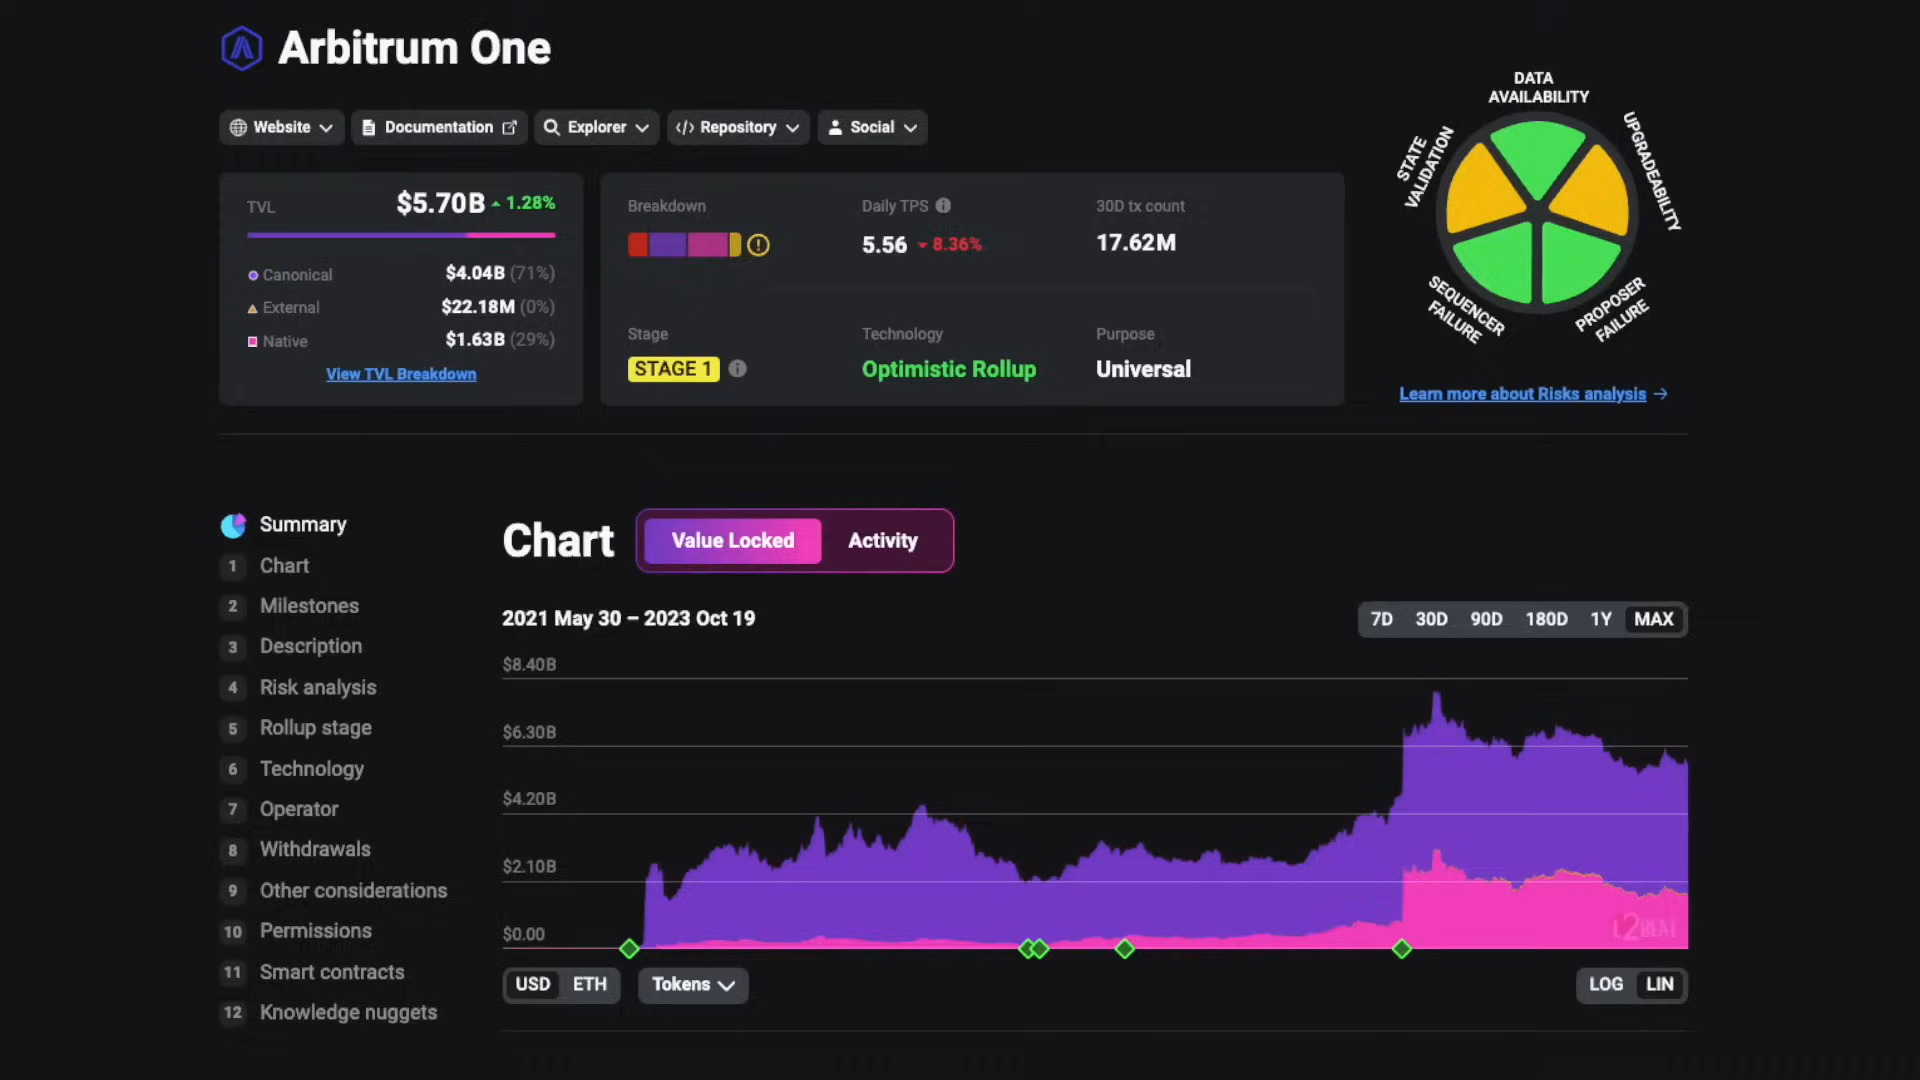 Arbitrum One
Website
Documentation
Explorer
Repository
Social
TVL
$5.70B 1.28%
Canonical $4.04B (71%)
External $22.18M (0%)
Native $1.63B (29%)
View TVL Breakdown
Breakdown
Daily TPS
5.56 8.36%
30D tx count
17.62M
Stage
STAGE 1
Technology
Optimistic Rollup
Purpose
Universal
DATA
AVAILABILITY
UPGRADEABILITY
PROPOSER
FAILURE
SEQUENCER
FAILURE
STATE
VALIDATION
Learn more about Risks analysis
Summary
1 Chart
2 Milestones
3 Description
4 Risk analysis
5 Rollup stage
6 Technology
7 Operator
8 Withdrawals
9 Other considerations
10 Permissions
11 Smart contracts
12 Knowledge nuggets
Chart
Value Locked
Activity
2021 May 30 – 2023 Oct 19
7D 30D 90D 180D 1Y MAX
$8.40B
$6.30B
$4.20B
$2.10B
$0.00
L2BEAT
USD ETH
Tokens
LOG LIN